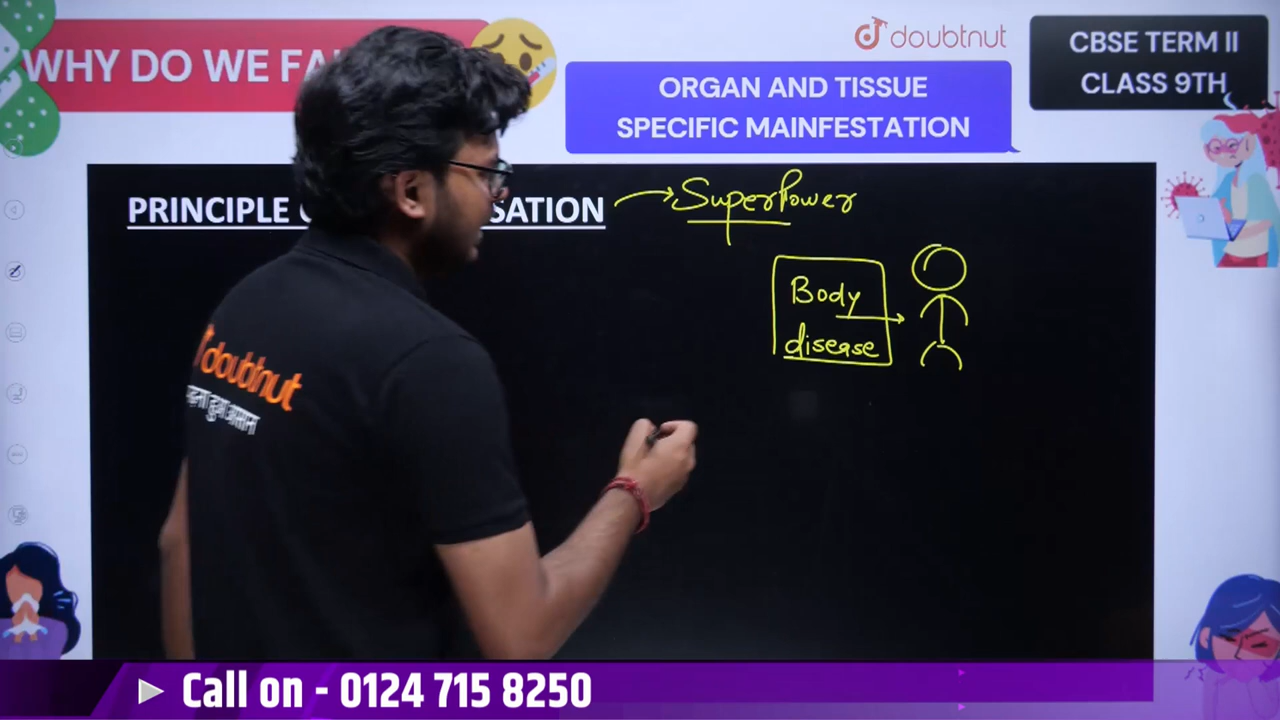 WHY DO WE FA
doubtnut
ORGAN AND TISSUE
SPECIFIC MAINFESTATION
CBSE TERM II
CLASS 9TH
PRINCIPLE SATION
SuperPower
Body
disease
doubtnut
Call on - 0124 715 8250